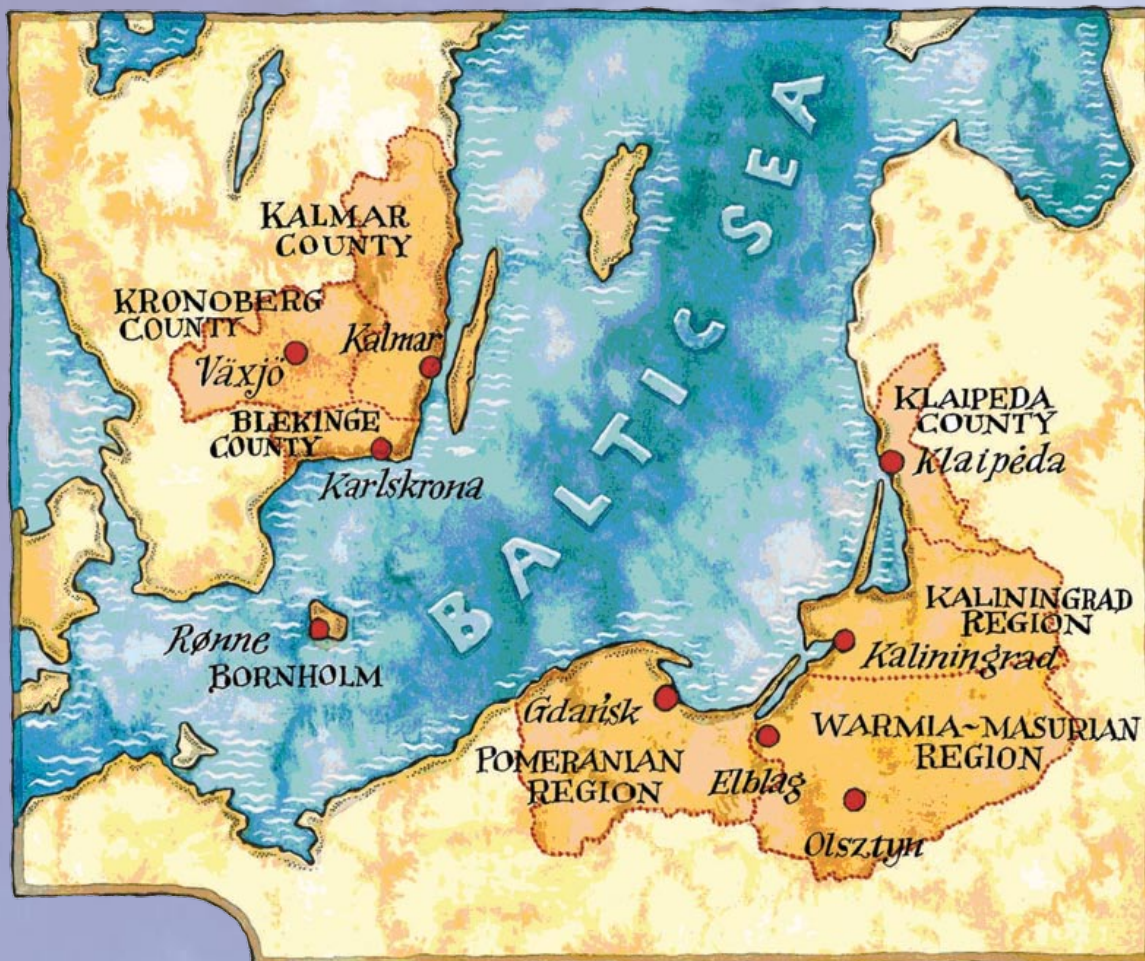 BALTIC SEA
KALMAR
COUNTY
KRONOBERG
COUNTY
Kalmar
Växjö
BLEKINGE
COUNTY
Karlskrona
KLAIPEDA
COUNTY
Klaipėda
KALININGRAD
REGION
Kaliningrad
Rønne
BORNHOLM
Gdańsk
POMERANIAN
REGION
WARMIA~MASURIAN
REGION
Elblag
Olsztyn